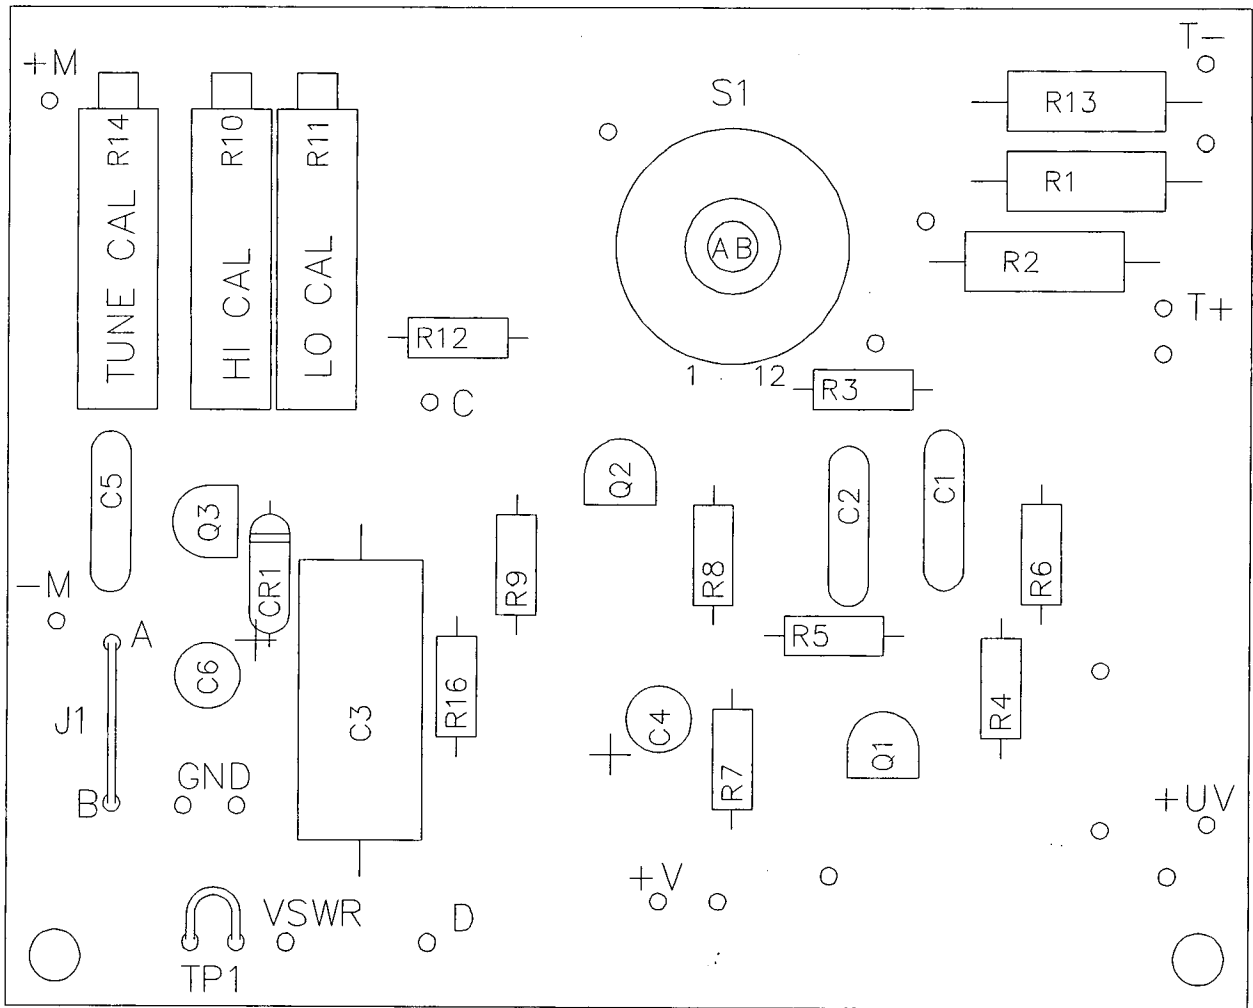 T-
+M
S1
R13
R14
R10
R11
R1
TUNE CAL
HI CAL
LO CAL
AB
R2
T+
R12
1
12
R3
C
C5
Q3
Q2
C2
C1
CR1
R9
R8
R6
-M
A
R5
C6
R16
R4
J1
C3
C4
Q1
R7
GND
B
+UV
+V
VSWR
D
TP1